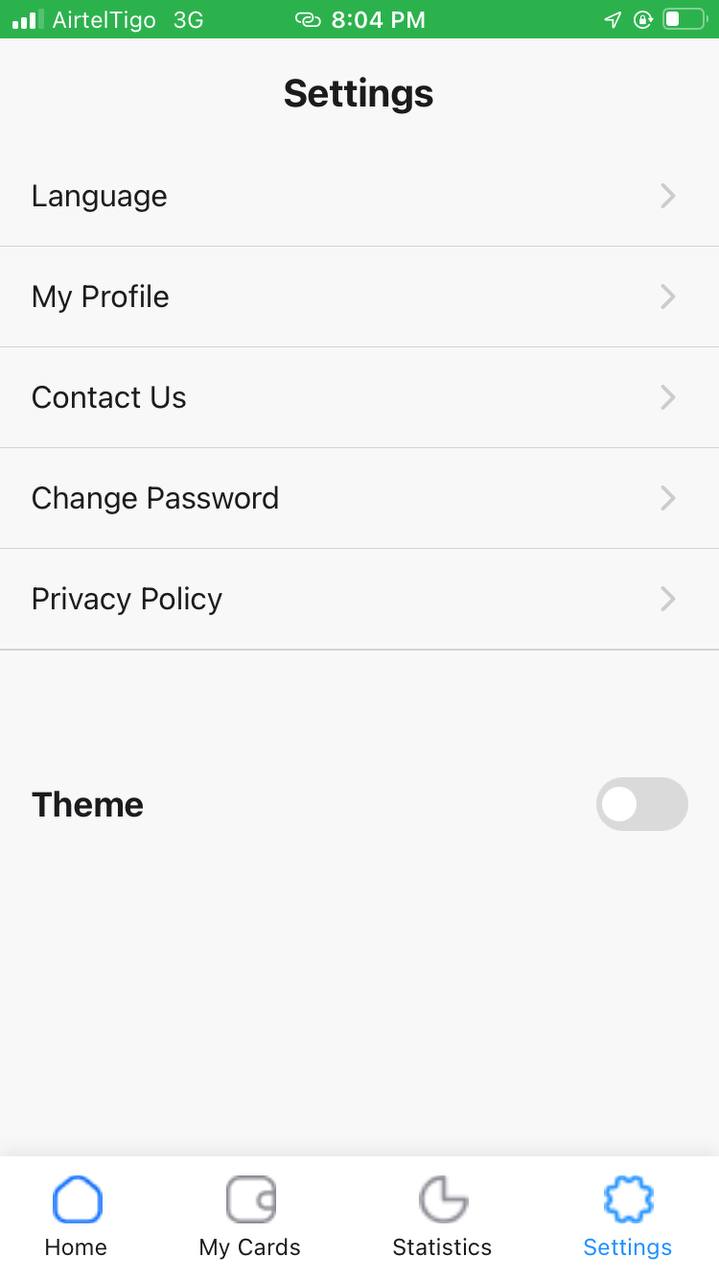 AirtelTigo 3G 8:04 PM
Settings
Language
My Profile
Contact Us
Change Password
Privacy Policy
Theme
Home My Cards Statistics Settings